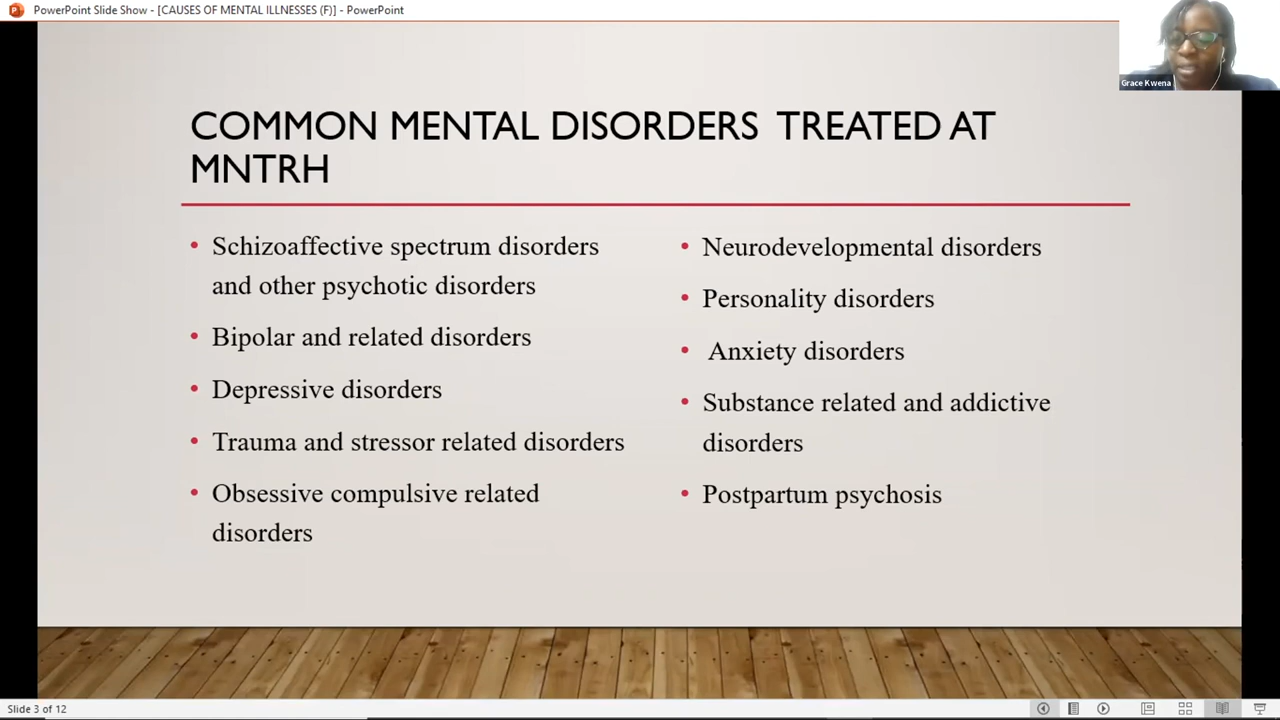 PowerPoint Slide Show - [CAUSES OF MENTAL ILLNESSES (F)] - PowerPoint
Grace Kwena
COMMON MENTAL DISORDERS TREATED AT
MNTRH
• Schizoaffective spectrum disorders
and other psychotic disorders
• Bipolar and related disorders
• Depressive disorders
• Trauma and stressor related disorders
• Obsessive compulsive related
disorders
• Neurodevelopmental disorders
• Personality disorders
• Anxiety disorders
• Substance related and addictive
disorders
• Postpartum psychosis
Slide 3 of 12